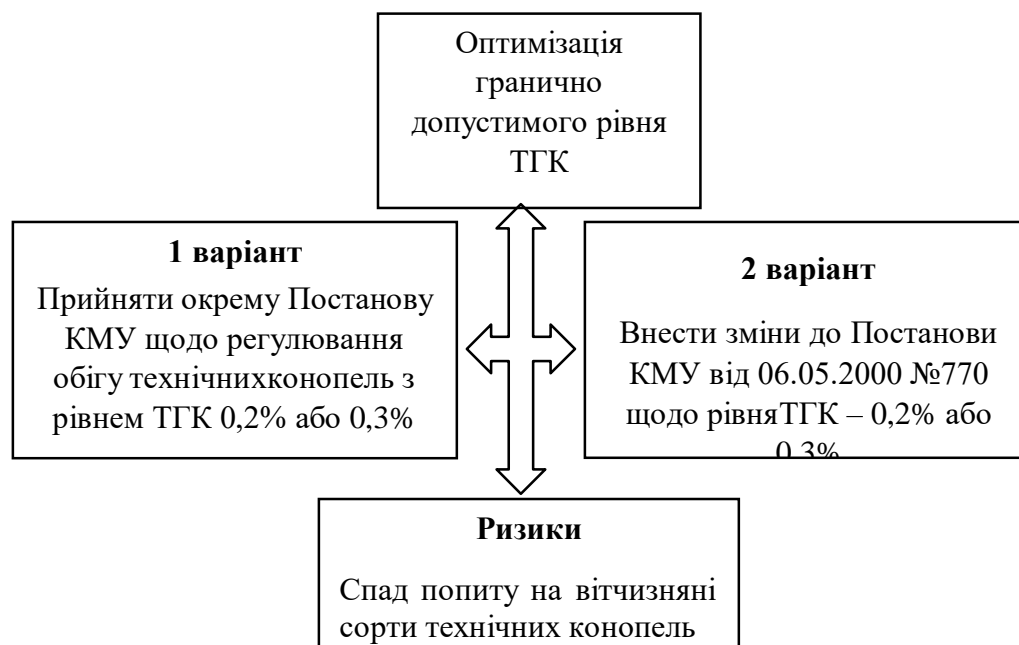 Оптимізація
гранично
допустимого рівня
ТГК
1 варіант
Прийняти окрему Постанову
КМУ щодо регулювання
обігу технічнихконопель з
рівнем ТГК 0,2% або 0,3%
2 варіант
Внести зміни до Постанови
КМУ від 06.05.2000 №770
щодо рівняТГК – 0,2% або
0,3%
Ризики
Спад попиту на вітчизняні
сорти технічних конопель